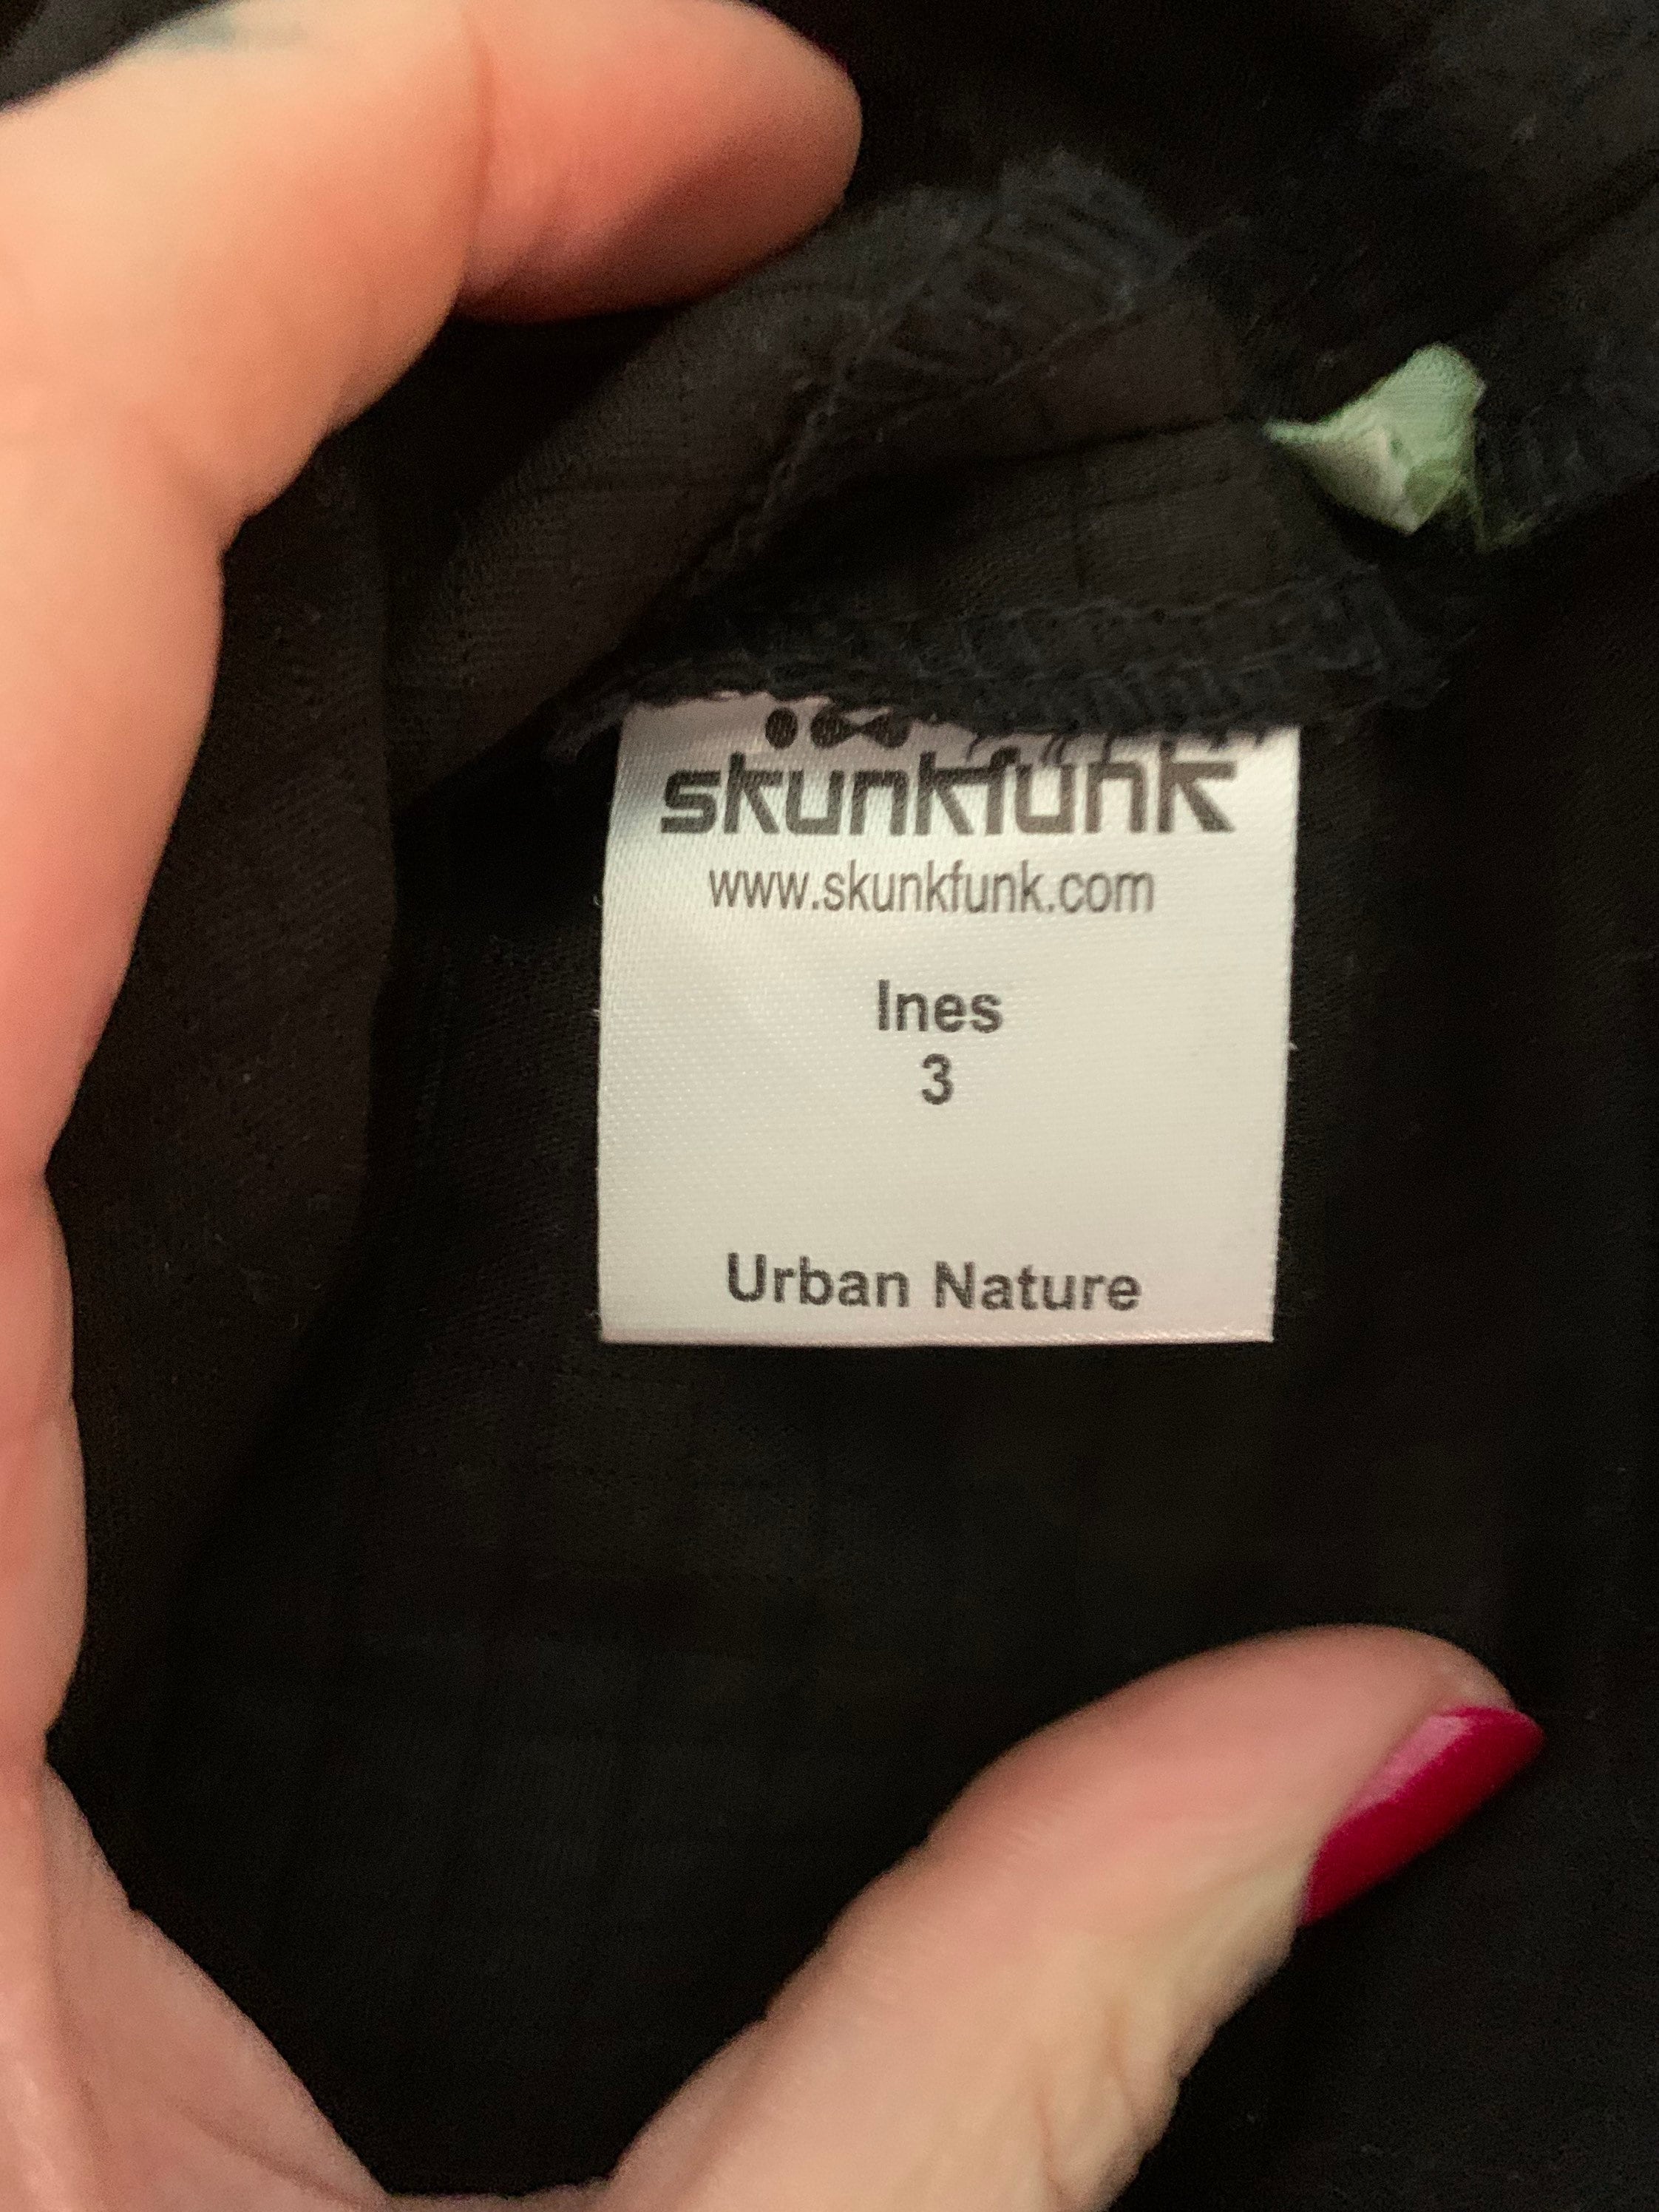 skunkfunk
www.skunkfunk.com
Ines
3
Urban Nature